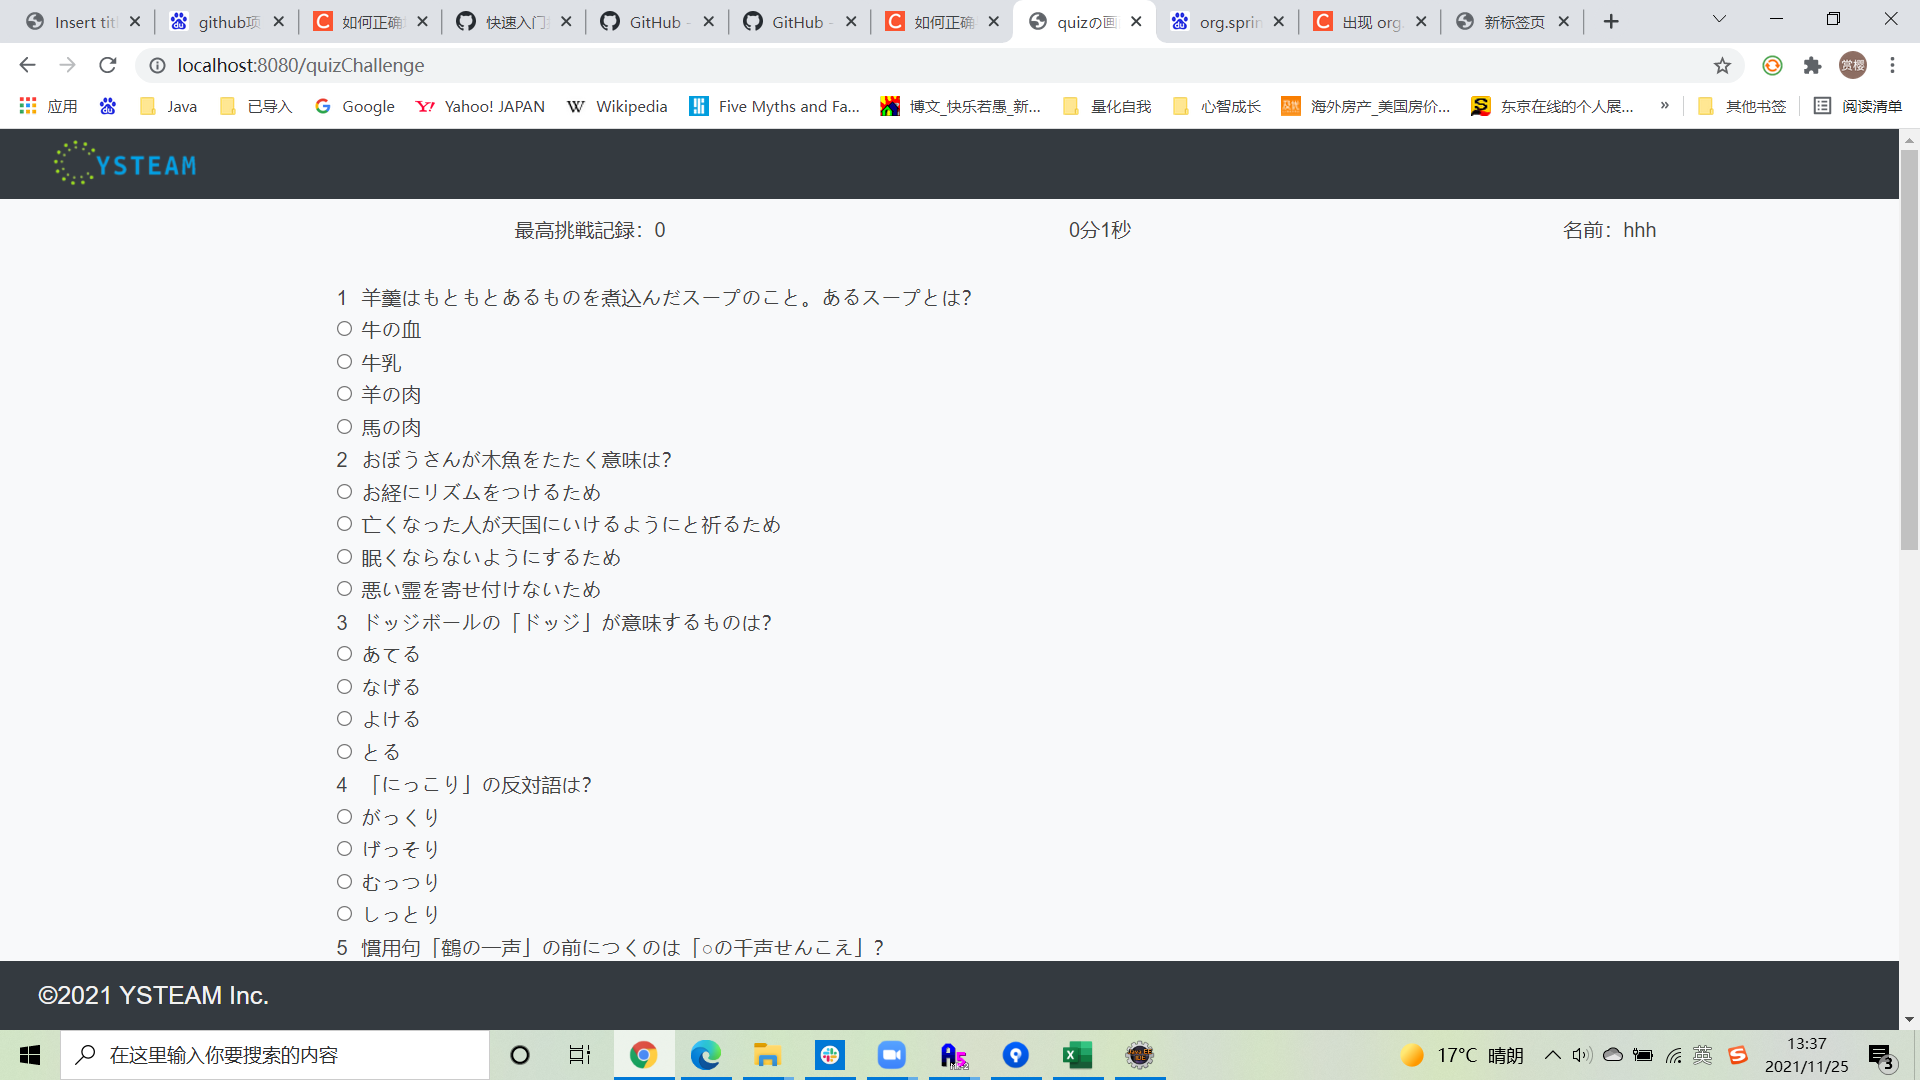 Insert tit
github项
如何正确
快速入门
GitHub -
GitHub -
如何正确
quizの画
org.sprin
出现 org.
新标签页
localhost:8080/quizChallenge
赏樱
应用
Java
已导入
Google
Yahoo! JAPAN
Wikipedia
Five Myths and Fa...
博文_快乐若愚_新...
量化自我
心智成长
海外房产_美国房价...
东京在线的个人展...
»
其他书签
阅读清单
YSTEAM
最高挑戦記録：0
0分1秒
名前：hhh
1 羊羹はもともとあるものを煮込んだスープのこと。あるスープとは?
牛の血
牛乳
羊の肉
馬の肉
2 おぼうさんが木魚をたたく意味は?
お経にリズムをつけるため
亡くなった人が天国にいけるようにと祈るため
眠くならないようにするため
悪い霊を寄せ付けないため
3 ドッジボールの「ドッジ」が意味するものは?
あてる
なげる
よける
とる
4 「にっこり」の反対語は?
がっくり
げっそり
むっつり
しっとり
5 慣用句「鶴の一声」の前につくのは「○の千声せんこえ」?
©2021 YSTEAM Inc.
在这里输入你要搜索的内容
17°C 晴朗
英
13:37
2021/11/25
3